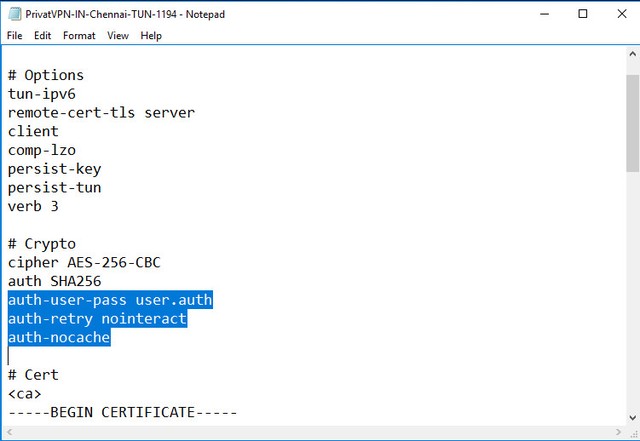 PrivatVPN-IN-Chennai-TUN-1194 - Notepad
File Edit Format View Help
# Options
tun-ipv6
remote-cert-tls server
client
comp-lzo
persist-key
persist-tun
verb 3
# Crypto
cipher AES-256-CBC
auth SHA256
auth-user-pass user.auth
auth-retry nointeract
auth-nocache
# Cert
<ca>
-----BEGIN CERTIFICATE-----